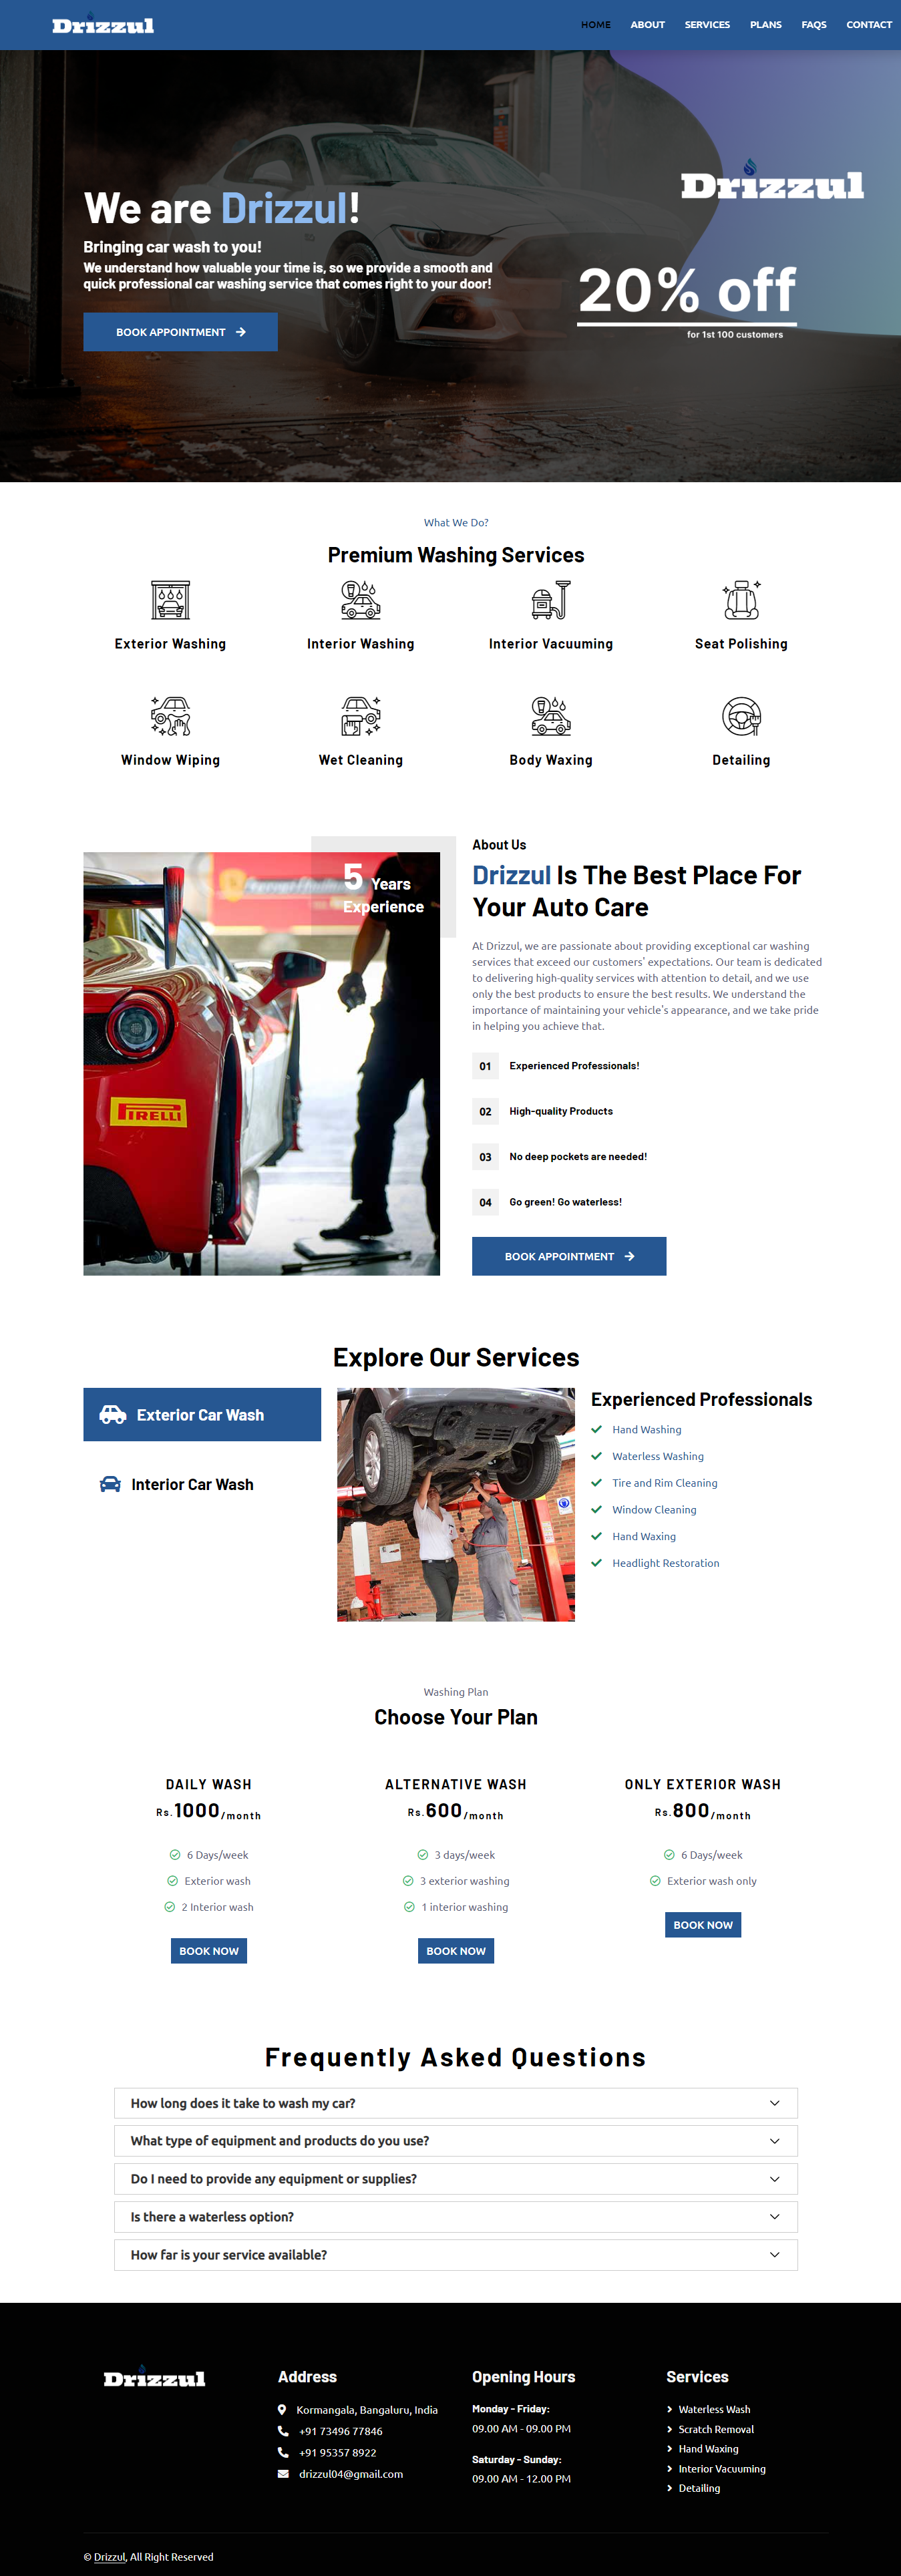 Drizzul
HOME
ABOUT
SERVICES
PLANS
FAQS
CONTACT
We are Drizzul!
Bringing car wash to you!
We understand how valuable your time is, so we provide a smooth and
quick professional car washing service that comes right to your door!
BOOK APPOINTMENT
Drizzul
20% off
for 1st 100 customers
What We Do?
Premium Washing Services
Exterior Washing
Interior Washing
Interior Vacuuming
Seat Polishing
Window Wiping
Wet Cleaning
Body Waxing
Detailing
5 Years
Experience
PIRELLI
About Us
Drizzul Is The Best Place For
Your Auto Care
At Drizzul, we are passionate about providing exceptional car washing
services that exceed our customers' expectations. Our team is dedicated
to delivering high-quality services with attention to detail, and we use
only the best products to ensure the best results. We understand the
importance of maintaining your vehicle's appearance, and we take pride
in helping you achieve that.
01 Experienced Professionals!
02 High-quality Products
03 No deep pockets are needed!
04 Go green! Go waterless!
BOOK APPOINTMENT
Explore Our Services
Exterior Car Wash
Interior Car Wash
Experienced Professionals
Hand Washing
Waterless Washing
Tire and Rim Cleaning
Window Cleaning
Hand Waxing
Headlight Restoration
Washing Plan
Choose Your Plan
DAILY WASH
Rs.1000/month
6 Days/week
Exterior wash
2 Interior wash
BOOK NOW
ALTERNATIVE WASH
Rs.600/month
3 days/week
3 exterior washing
1 interior washing
BOOK NOW
ONLY EXTERIOR WASH
Rs.800/month
6 Days/week
Exterior wash only
BOOK NOW
Frequently Asked Questions
How long does it take to wash my car?
What type of equipment and products do you use?
Do I need to provide any equipment or supplies?
Is there a waterless option?
How far is your service available?
Drizzul
Address
Kormangala, Bangaluru, India
+91 73496 77846
+91 95357 8922
drizzul04@gmail.com
Opening Hours
Monday - Friday:
09.00 AM - 09.00 PM
Saturday - Sunday:
09.00 AM - 12.00 PM
Services
Waterless Wash
Scratch Removal
Hand Waxing
Interior Vacuuming
Detailing
© Drizzul, All Right Reserved